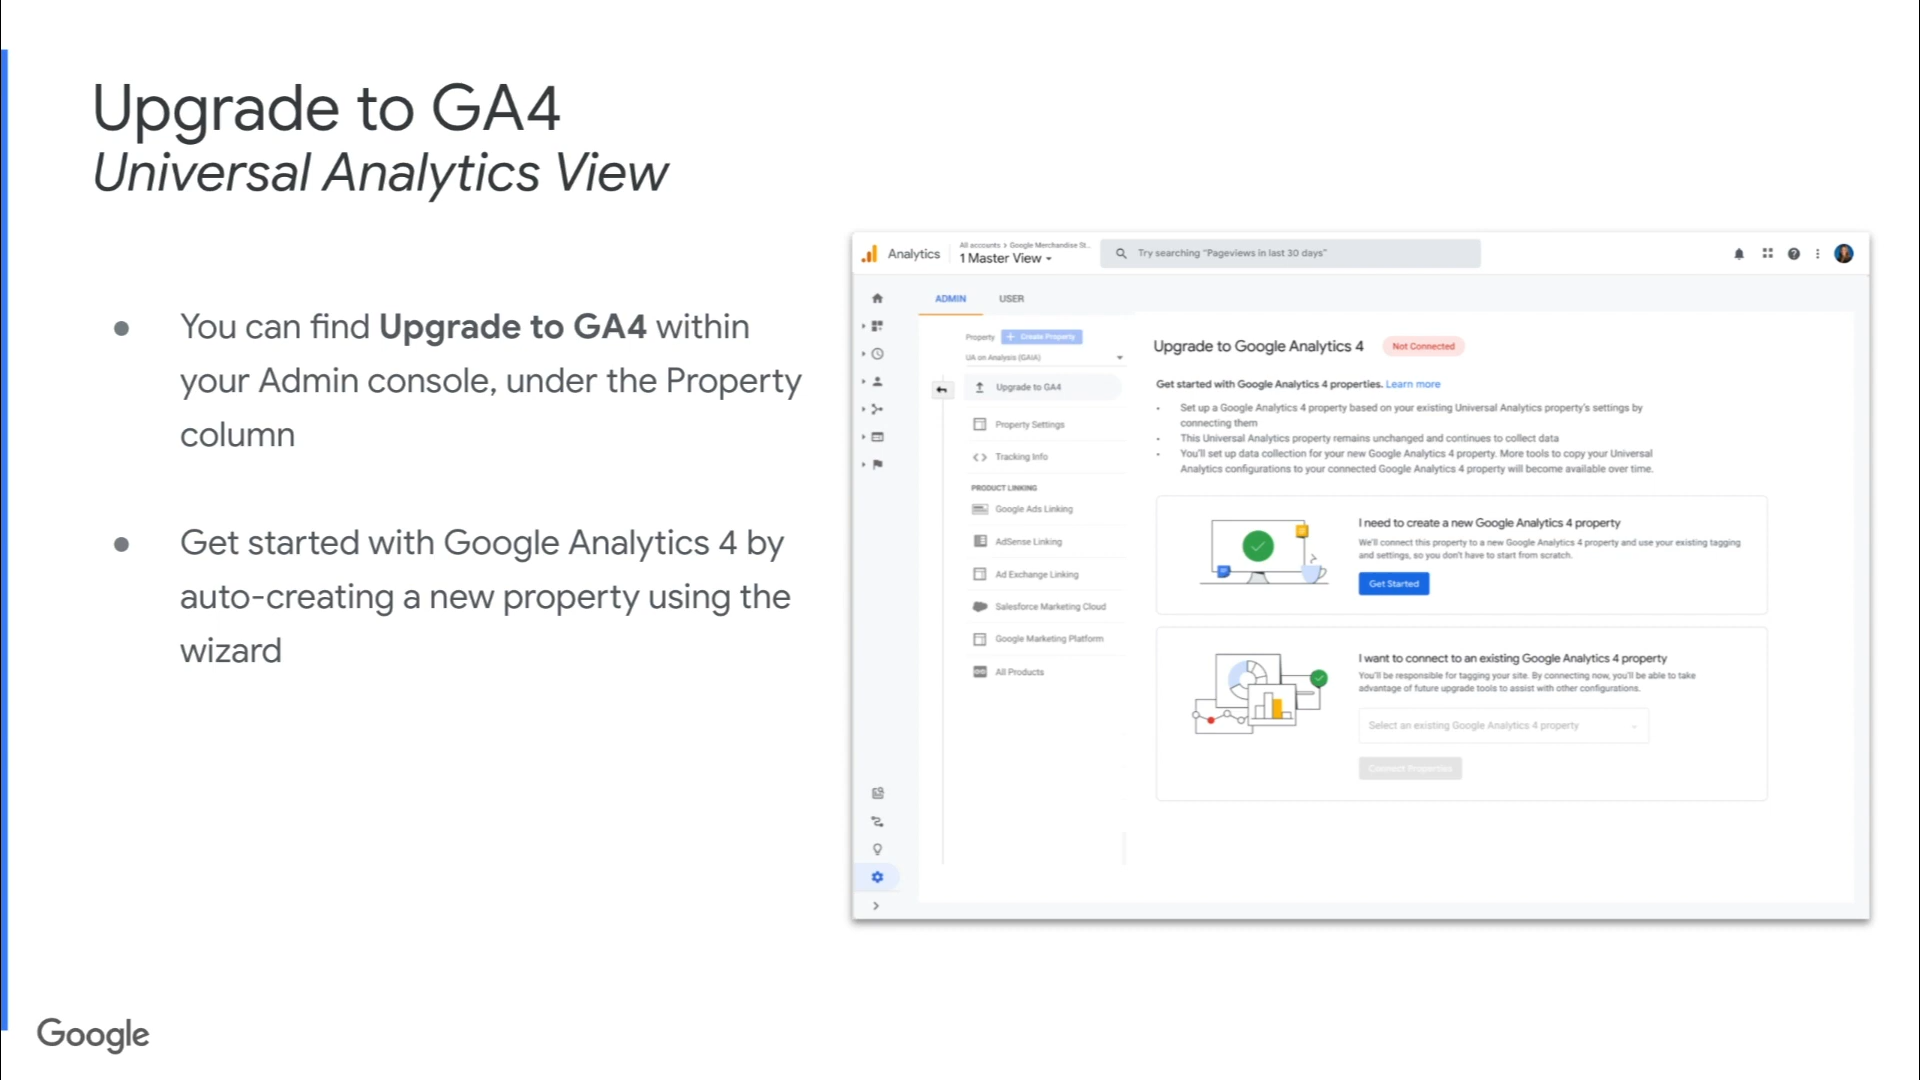 Upgrade to GA4
Universal Analytics View
● You can find Upgrade to GA4 within
your Admin console, under the Property
column
● Get started with Google Analytics 4 by
auto-creating a new property using the
wizard
Google
Analytics
All accounts > Google Merchandise St...
1 Master View
Try searching "Pageviews in last 30 days"
ADMIN USER
Property + Create Property
UA on Analysis (GAIA)
Upgrade to GA4
Property Settings
Tracking Info
PRODUCT LINKING
Google Ads Linking
AdSense Linking
Ad Exchange Linking
Salesforce Marketing Cloud
Google Marketing Platform
All Products
Upgrade to Google Analytics 4 Not Connected
Get started with Google Analytics 4 properties. Learn more
• Set up a Google Analytics 4 property based on your existing Universal Analytics property's settings by
connecting them
• This Universal Analytics property remains unchanged and continues to collect data
• You'll set up data collection for your new Google Analytics 4 property. More tools to copy your Universal
Analytics configurations to your connected Google Analytics 4 property will become available over time.
I need to create a new Google Analytics 4 property
We'll connect this property to a new Google Analytics 4 property and use your existing tagging
and settings, so you don't have to start from scratch.
Get Started
I want to connect to an existing Google Analytics 4 property
You'll be responsible for tagging your site. By connecting now, you'll be able to take
advantage of future upgrade tools to assist with other configurations.
Select an existing Google Analytics 4 property
Connect Properties